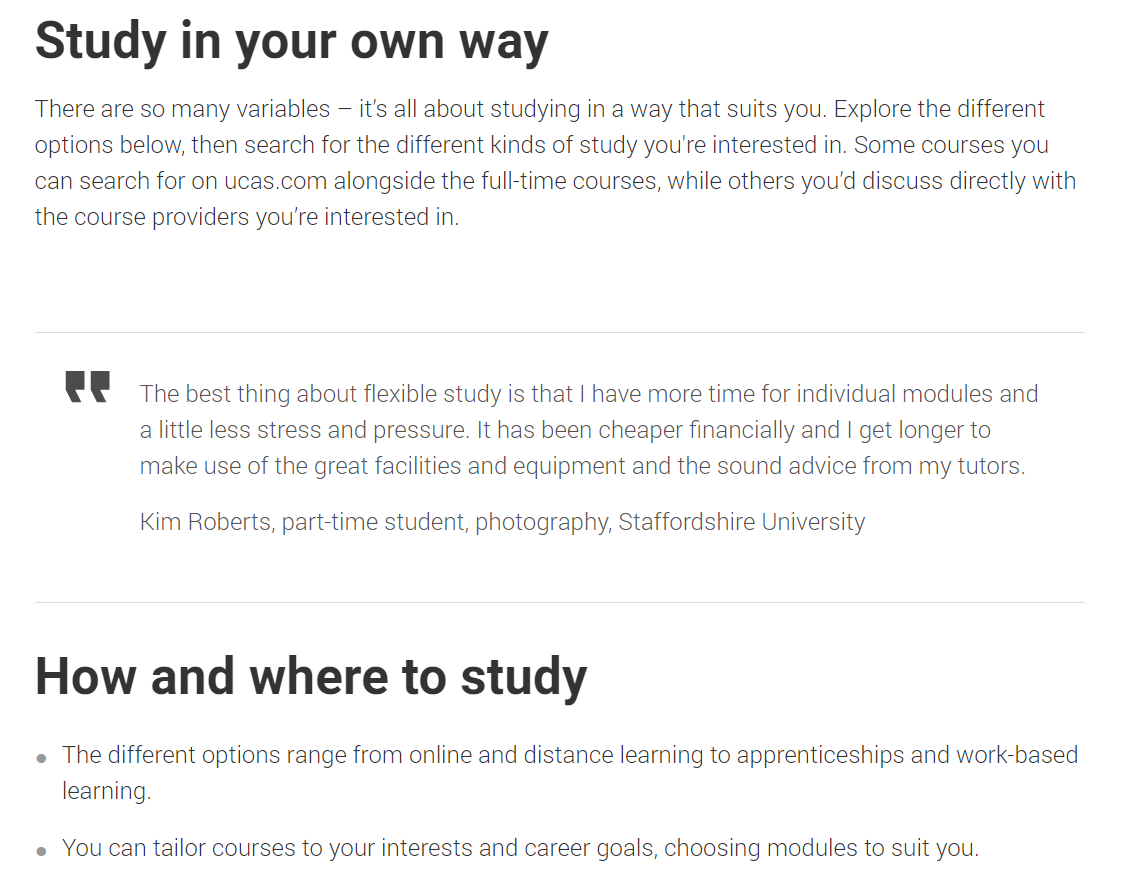 Study in your own way
There are so many variables – it's all about studying in a way that suits you. Explore the different
options below, then search for the different kinds of study you're interested in. Some courses you
can search for on ucas.com alongside the full-time courses, while others you'd discuss directly with
the course providers you're interested in.
The best thing about flexible study is that I have more time for individual modules and
a little less stress and pressure. It has been cheaper financially and I get longer to
make use of the great facilities and equipment and the sound advice from my tutors.
Kim Roberts, part-time student, photography, Staffordshire University
How and where to study
● The different options range from online and distance learning to apprenticeships and work-based
learning.
● You can tailor courses to your interests and career goals, choosing modules to suit you.